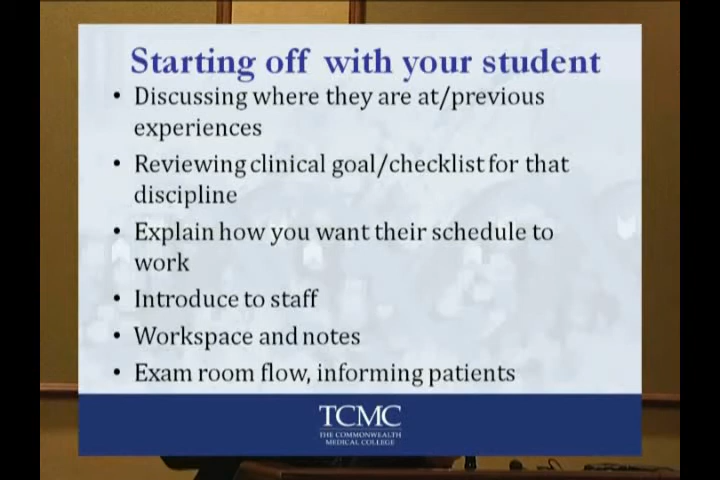 Starting off with your student
• Discussing where they are at/previous
experiences
• Reviewing clinical goal/checklist for that
discipline
• Explain how you want their schedule to
work
• Introduce to staff
• Workspace and notes
• Exam room flow, informing patients
TCMC
THE COMMONWEALTH
MEDICAL COLLEGE